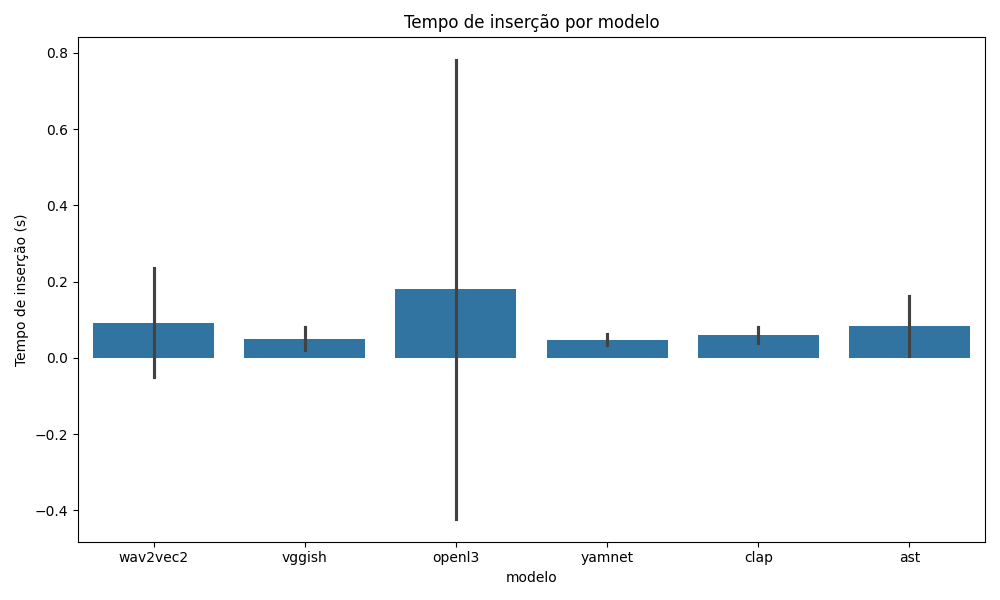 Tempo de inserção por modelo
Tempo de inserção (s)
0.8
0.6
0.4
0.2
0.0
−0.2
−0.4
wav2vec2 vggish openl3 yamnet clap ast
modelo